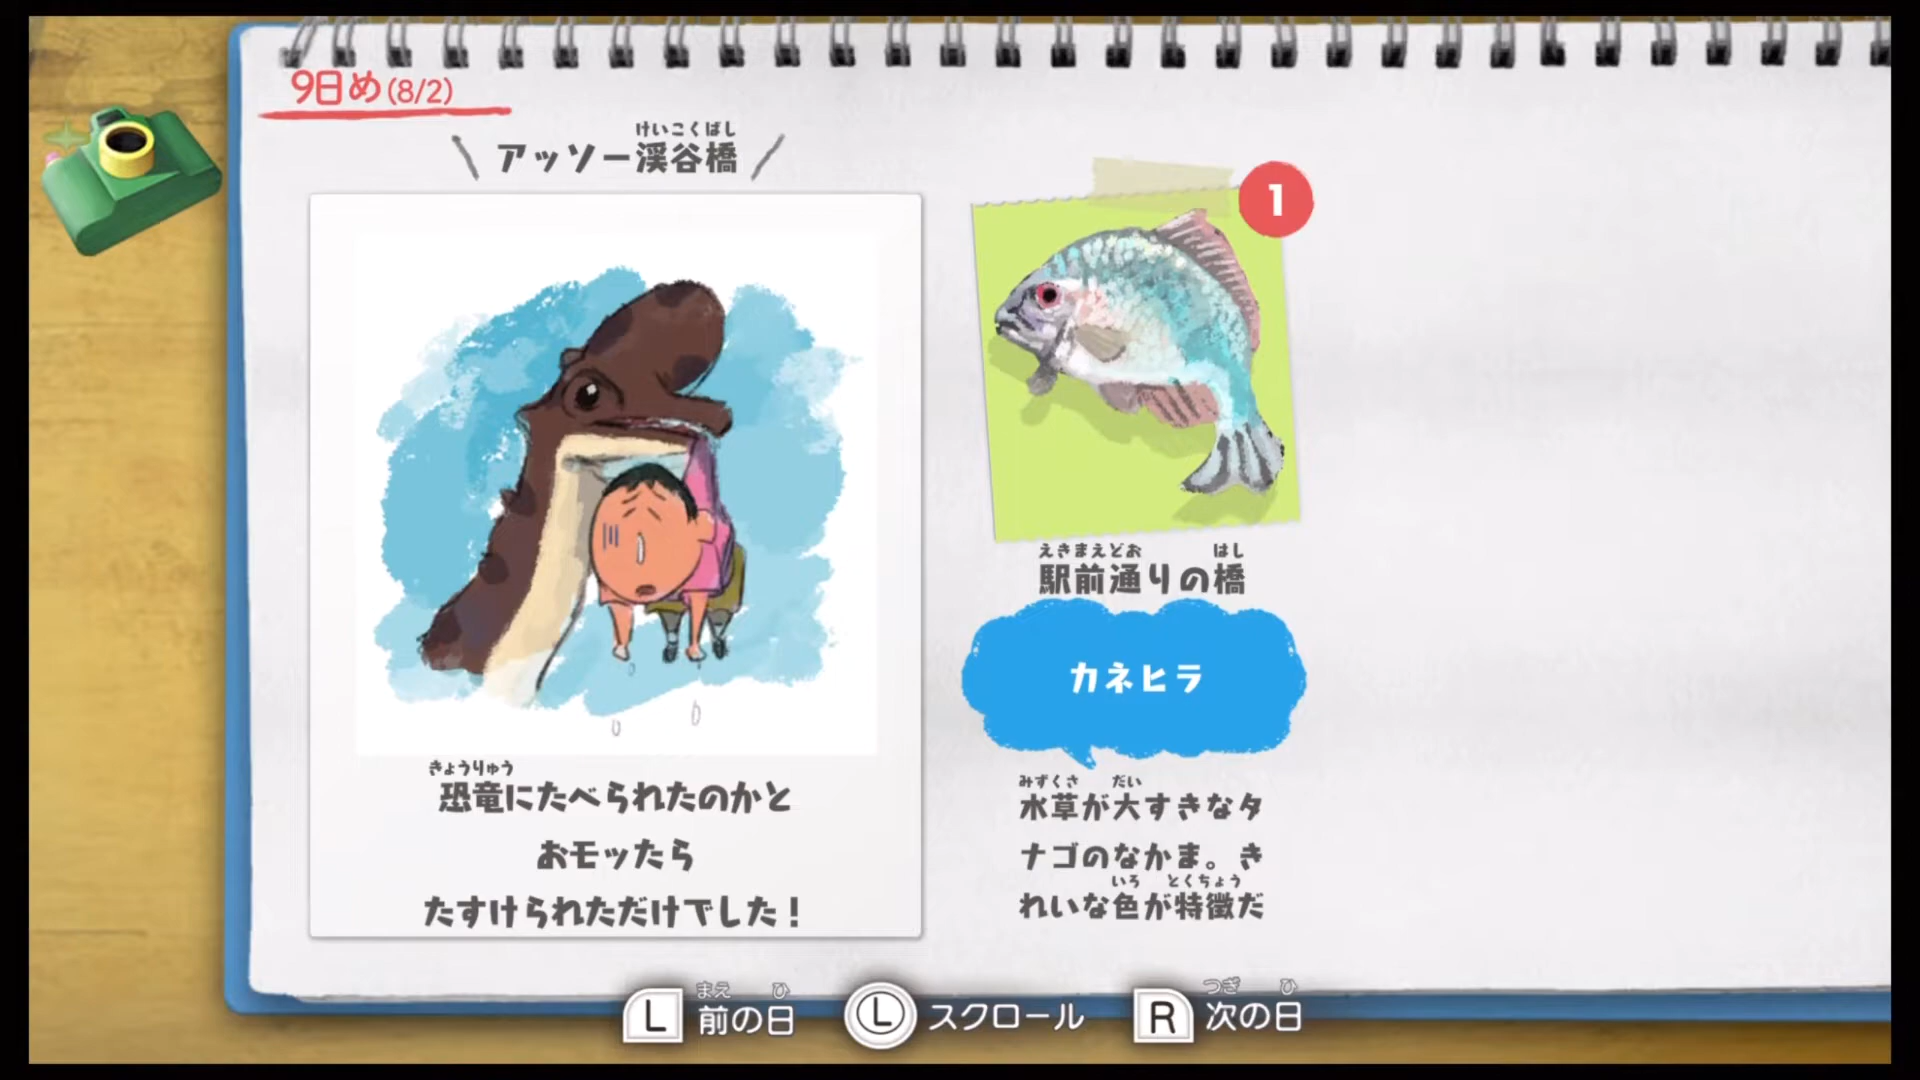 9日め(8/2)
けいこくばし
アッソー渓谷橋
1
えきまえどお はし
駅前通りの橋
カネヒラ
きょうりゅう
恐竜にたべられたのかと
おモッたら
たすけられただけでした！
みずくさ だい
水草が大すきなタ
ナゴのなかま。き
いろ とくちょう
れいな色が特徴だ
まえ ひ
L 前の日
L スクロール
つぎ ひ
R 次の日